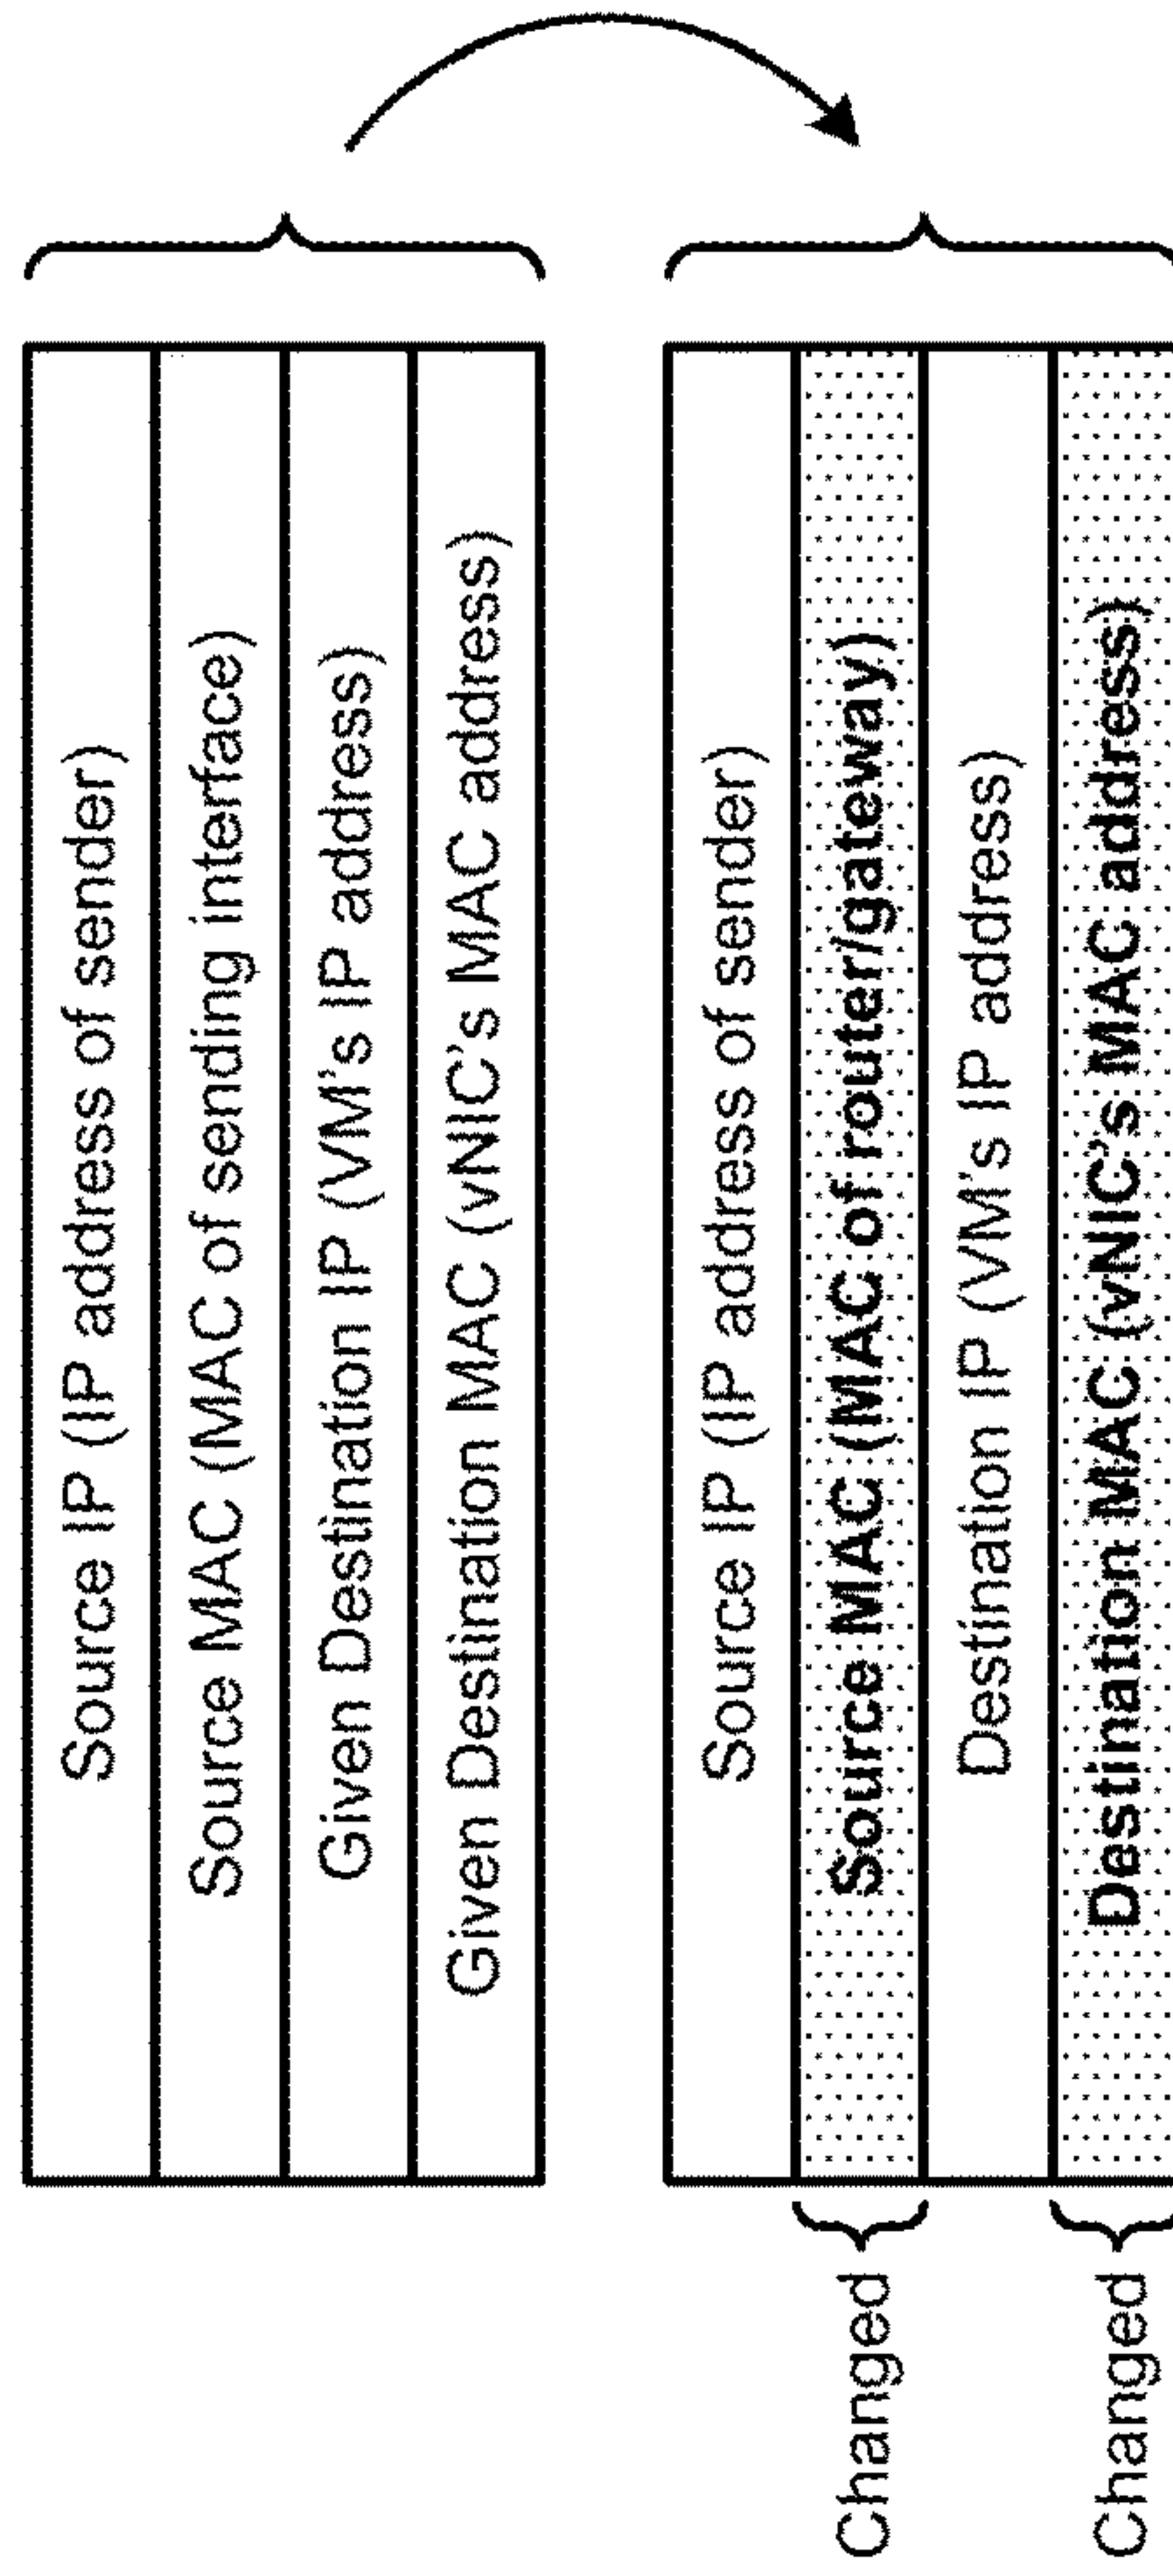 Source IP (IP address of sender)
Source MAC (MAC of sending interface)
Given Destination IP (VM's IP address)
Given Destination MAC (vNIC's MAC address)
Source IP (IP address of sender)
Changed
Source MAC (MAC of router/gateway)
Destination IP (VM's IP address)
Changed
Destination MAC (vNIC's MAC address)